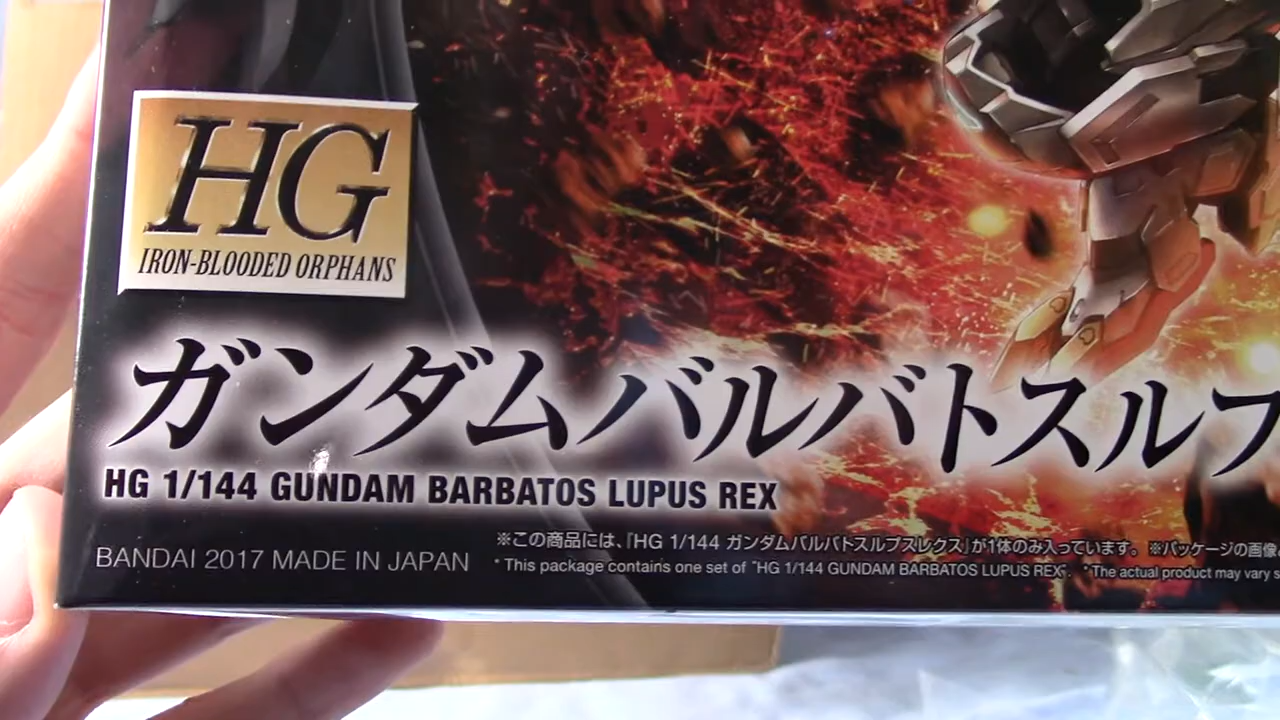 HG
IRON-BLOODED ORPHANS
ガンダムバルバトスルプ
HG 1/144 GUNDAM BARBATOS LUPUS REX
BANDAI 2017 MADE IN JAPAN
※この商品には、「HG 1/144 ガンダムバルバトスルプスレクス」が1体のみ入っています。 ※パッケージの画像
* This package contains one set of "HG 1/144 GUNDAM BARBATOS LUPUS REX". * The actual product may vary s